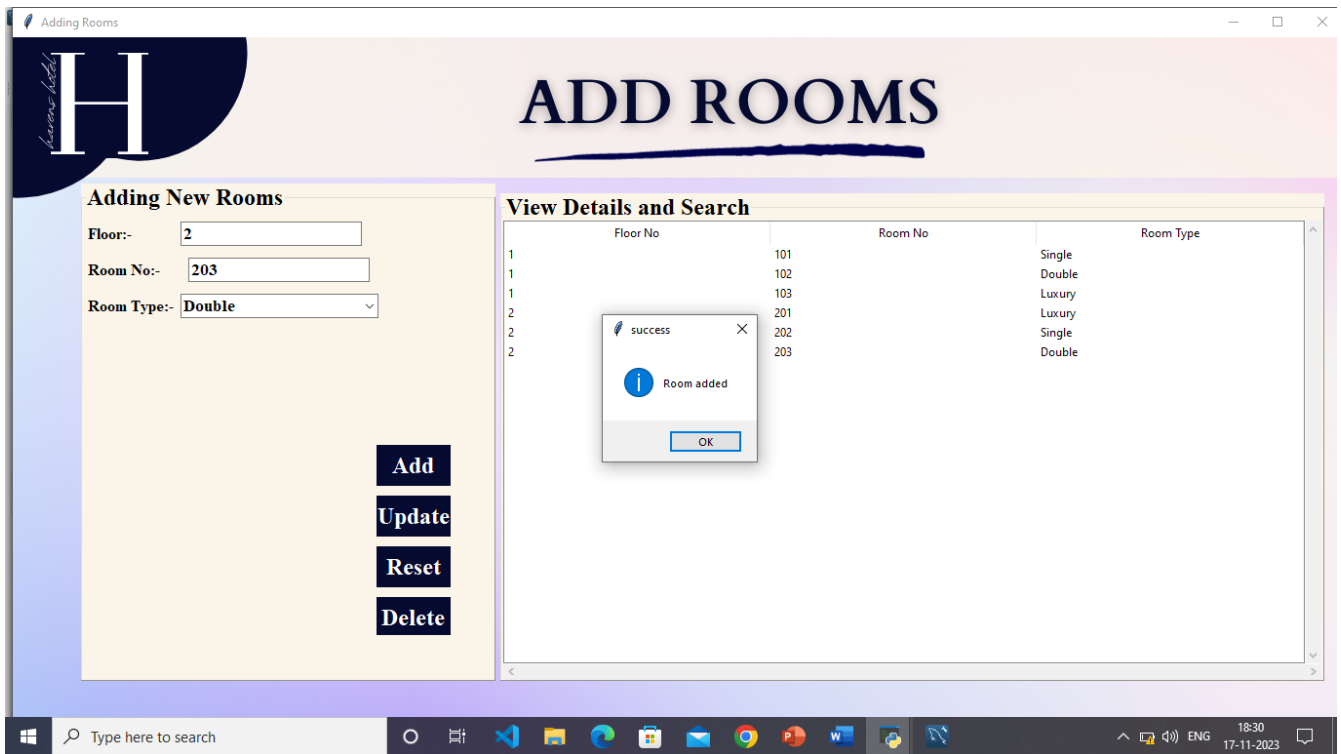 Adding Rooms
H
havens hotel
ADD ROOMS
Adding New Rooms
Floor:- 2
Room No:- 203
Room Type:- Double
Add
Update
Reset
Delete
View Details and Search
Floor No Room No Room Type
1 101 Single
1 102 Double
1 103 Luxury
2 201 Luxury
2 202 Single
2 203 Double
success
i Room added
OK
Type here to search
ENG
18:30
17-11-2023